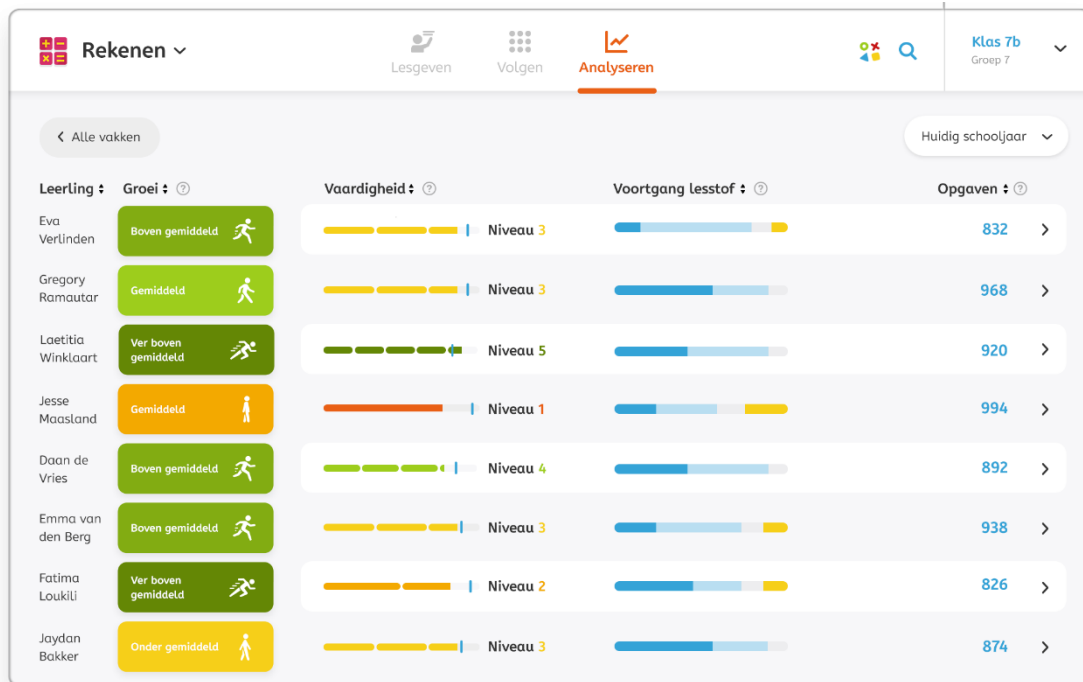 Rekenen
Lesgeven
Volgen
Analyseren
Klas 7b
Groep 7
Alle vakken
Huidig schooljaar
Leerling Groei ? Vaardigheid ? Voortgang lesstof ? Opgaven ?
Eva
Verlinden
Boven gemiddeld
Niveau 3
832
Gregory
Ramautar
Gemiddeld
Niveau 3
968
Laetitia
Winklaart
Ver boven
gemiddeld
Niveau 5
920
Jesse
Maasland
Gemiddeld
Niveau 1
994
Daan de
Vries
Boven gemiddeld
Niveau 4
892
Emma van
den Berg
Boven gemiddeld
Niveau 3
938
Fatima
Loukili
Ver boven
gemiddeld
Niveau 2
826
Jaydan
Bakker
Onder gemiddeld
Niveau 3
874